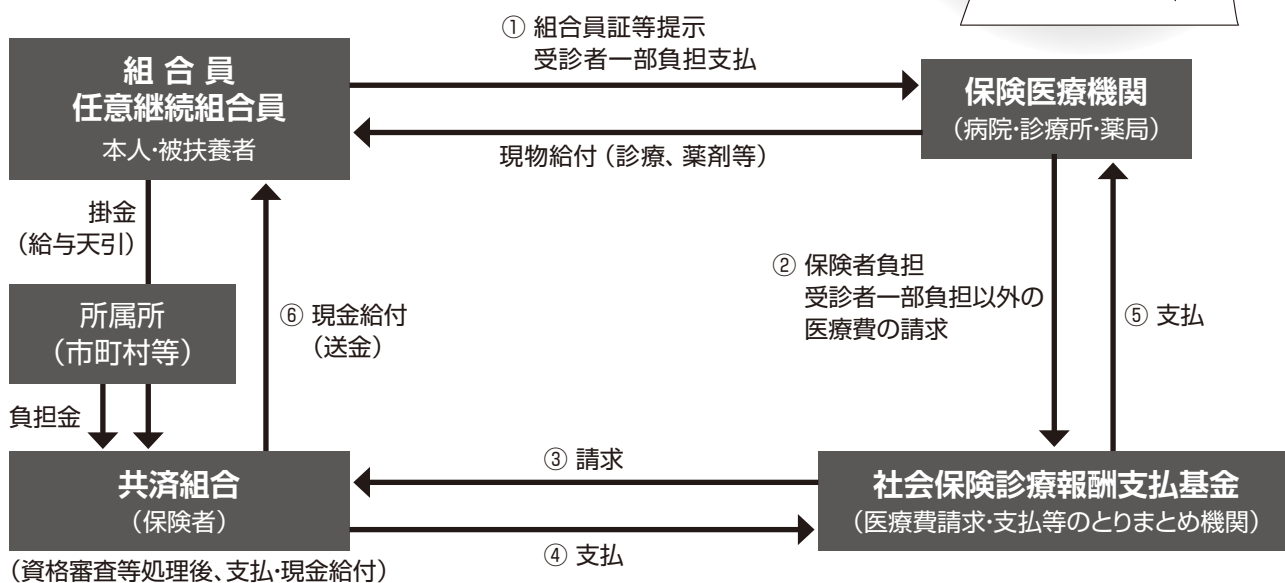 ① 組合員証等提示
受診者一部負担支払
組合員
任意継続組合員
本人・被扶養者
保険医療機関
(病院・診療所・薬局)
現物給付(診療、薬剤等)
掛金
(給与天引)
② 保険者負担
受診者一部負担以外の
医療費の請求
所属所
(市町村等)
⑥ 現金給付
(送金)
⑤ 支払
負担金
③ 請求
共済組合
(保険者)
社会保険診療報酬支払基金
(医療費請求・支払等のとりまとめ機関)
④ 支払
(資格審査等処理後、支払・現金給付)